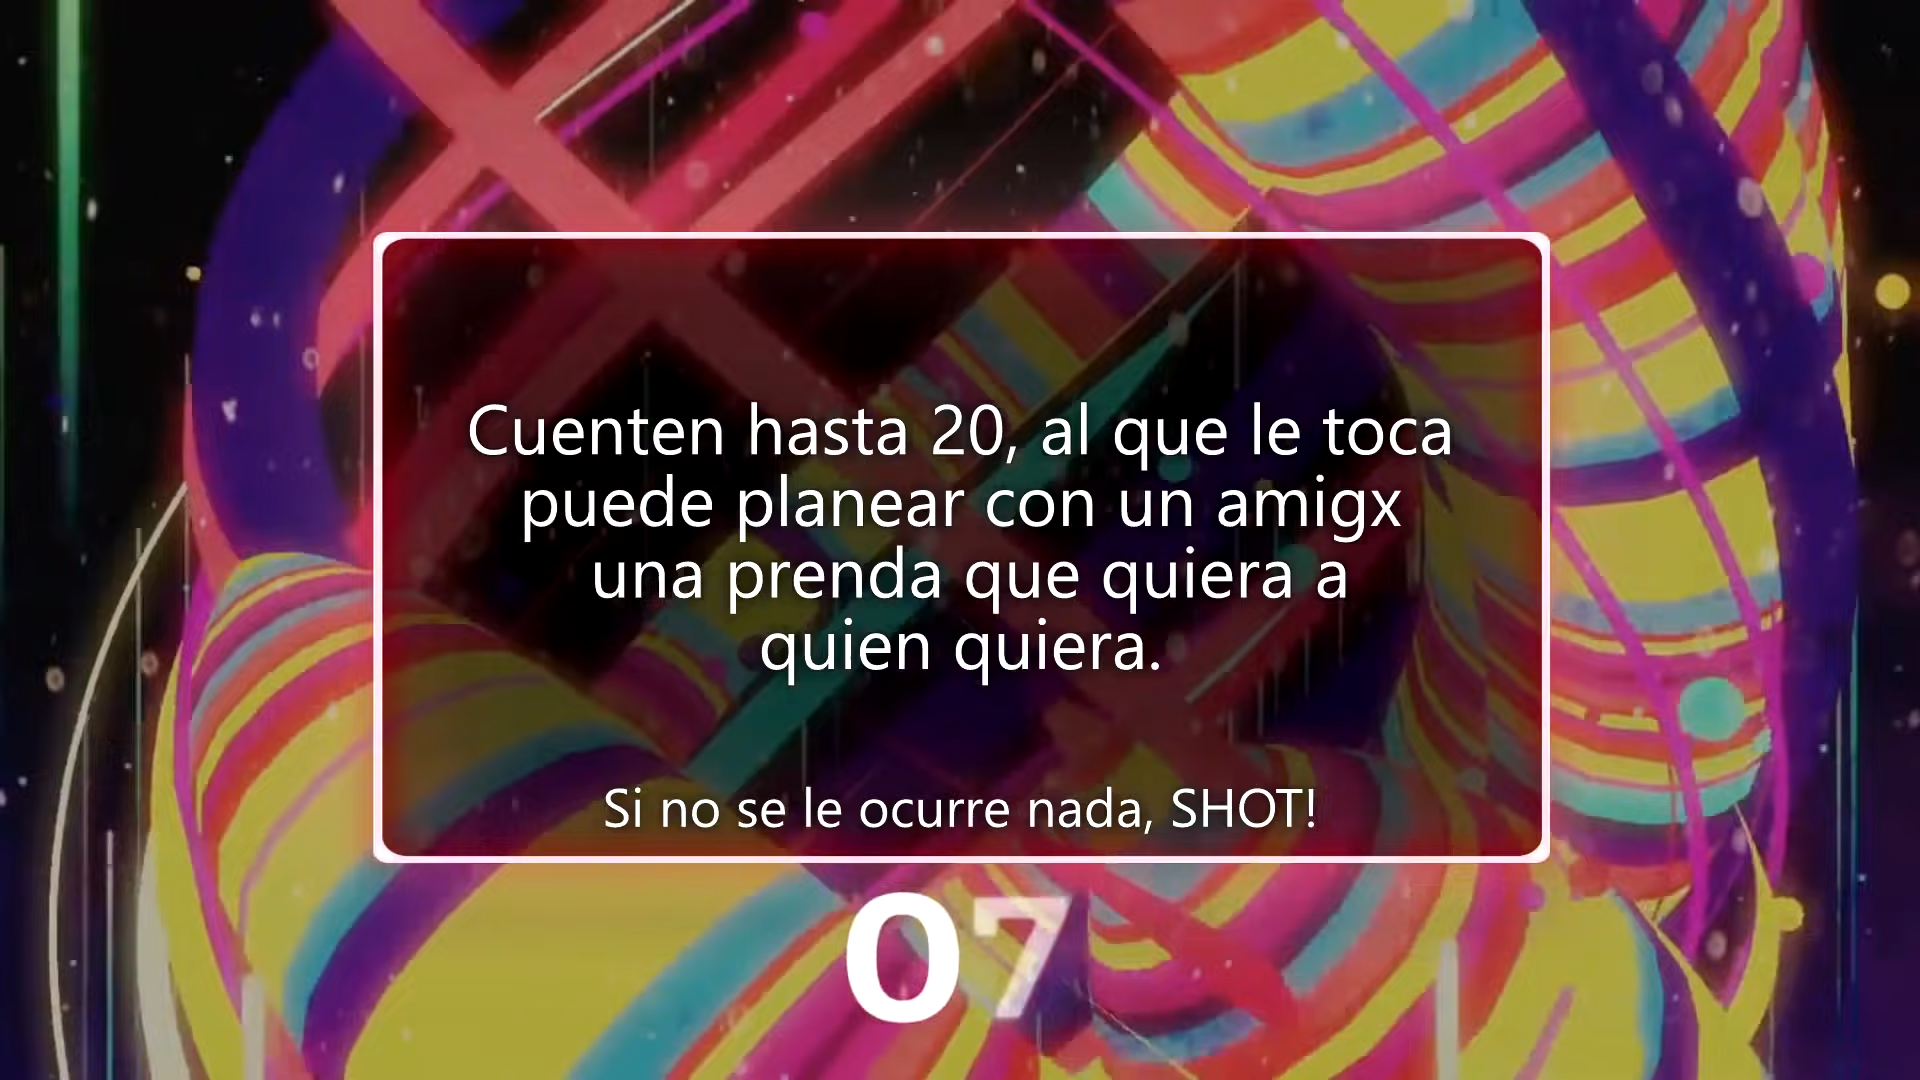 Cuenten hasta 20, al que le toca
puede planear con un amigx
una prenda que quiera a
quien quiera.
Si no se le ocurre nada, SHOT!
07